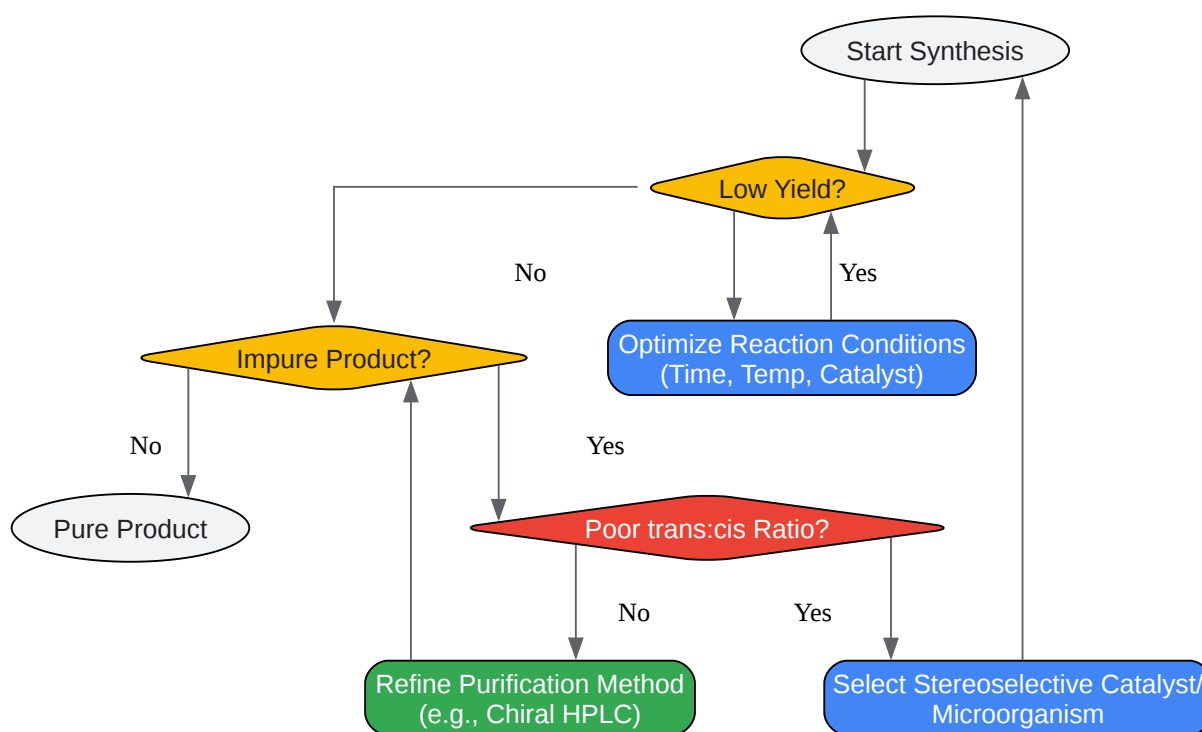 Start Synthesis
Low Yield?
No
Yes
Optimize Reaction Conditions
(Time, Temp, Catalyst)
Impure Product?
No
Yes
Pure Product
Poor trans:cis Ratio?
No
Yes
Refine Purification Method
(e.g., Chiral HPLC)
Select Stereoselective Catalyst/
Microorganism